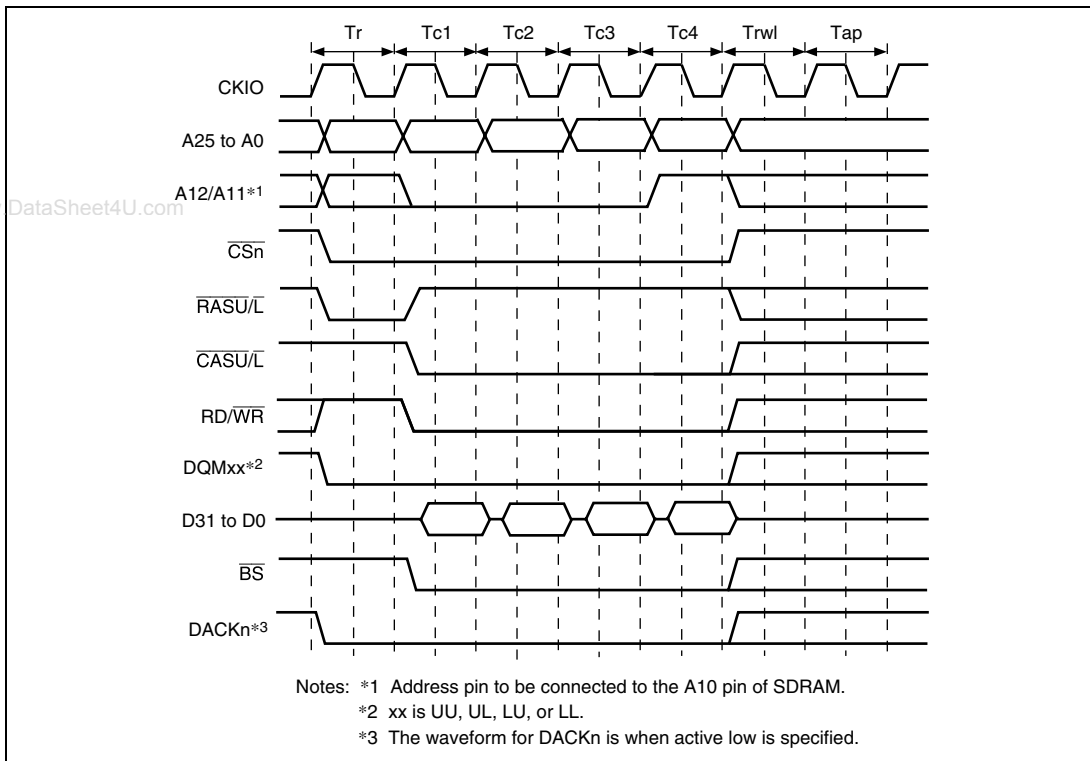 Tr Tc1 Tc2 Tc3 Tc4 Trwl Tap
CKIO
A25 to A0
A12/A11*1
DataSheet4U.com
CSn
RASU/L
CASU/L
RD/WR
DQMxx*2
D31 to D0
BS
DACKn*3
Notes: *1 Address pin to be connected to the A10 pin of SDRAM.
*2 xx is UU, UL, LU, or LL.
*3 The waveform for DACKn is when active low is specified.